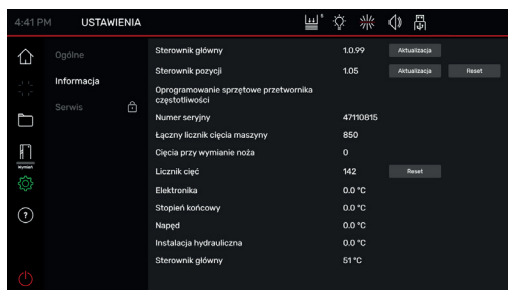 4:41 PM USTAWIENIA
Ogólne
Informacja
Serwis
Wymień
?
Sterownik główny 1.0.99 Aktualizacja
Sterownik pozycji 1.05 Aktualizacja Reset
Oprogramowanie sprzętowe przetwornika
częstotliwości
Numer seryjny 47110815
Łączny licznik cięcia maszyny 850
Cięcia przy wymianie noża 0
Licznik cięć 142 Reset
Elektronika 0.0 °C
Stopień końcowy 0.0 °C
Napęd 0.0 °C
Instalacja hydrauliczna 0.0 °C
Sterownik główny 51 °C